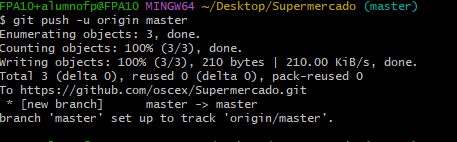 FPA10+alumnofp@FPA10 MINGW64 ~/Desktop/Supermercado (master)
$ git push -u origin master
Enumerating objects: 3, done.
Counting objects: 100% (3/3), done.
Writing objects: 100% (3/3), 210 bytes | 210.00 KiB/s, done.
Total 3 (delta 0), reused 0 (delta 0), pack-reused 0
To https://github.com/oscex/Supermercado.git
 * [new branch]      master -> master
branch 'master' set up to track 'origin/master'.